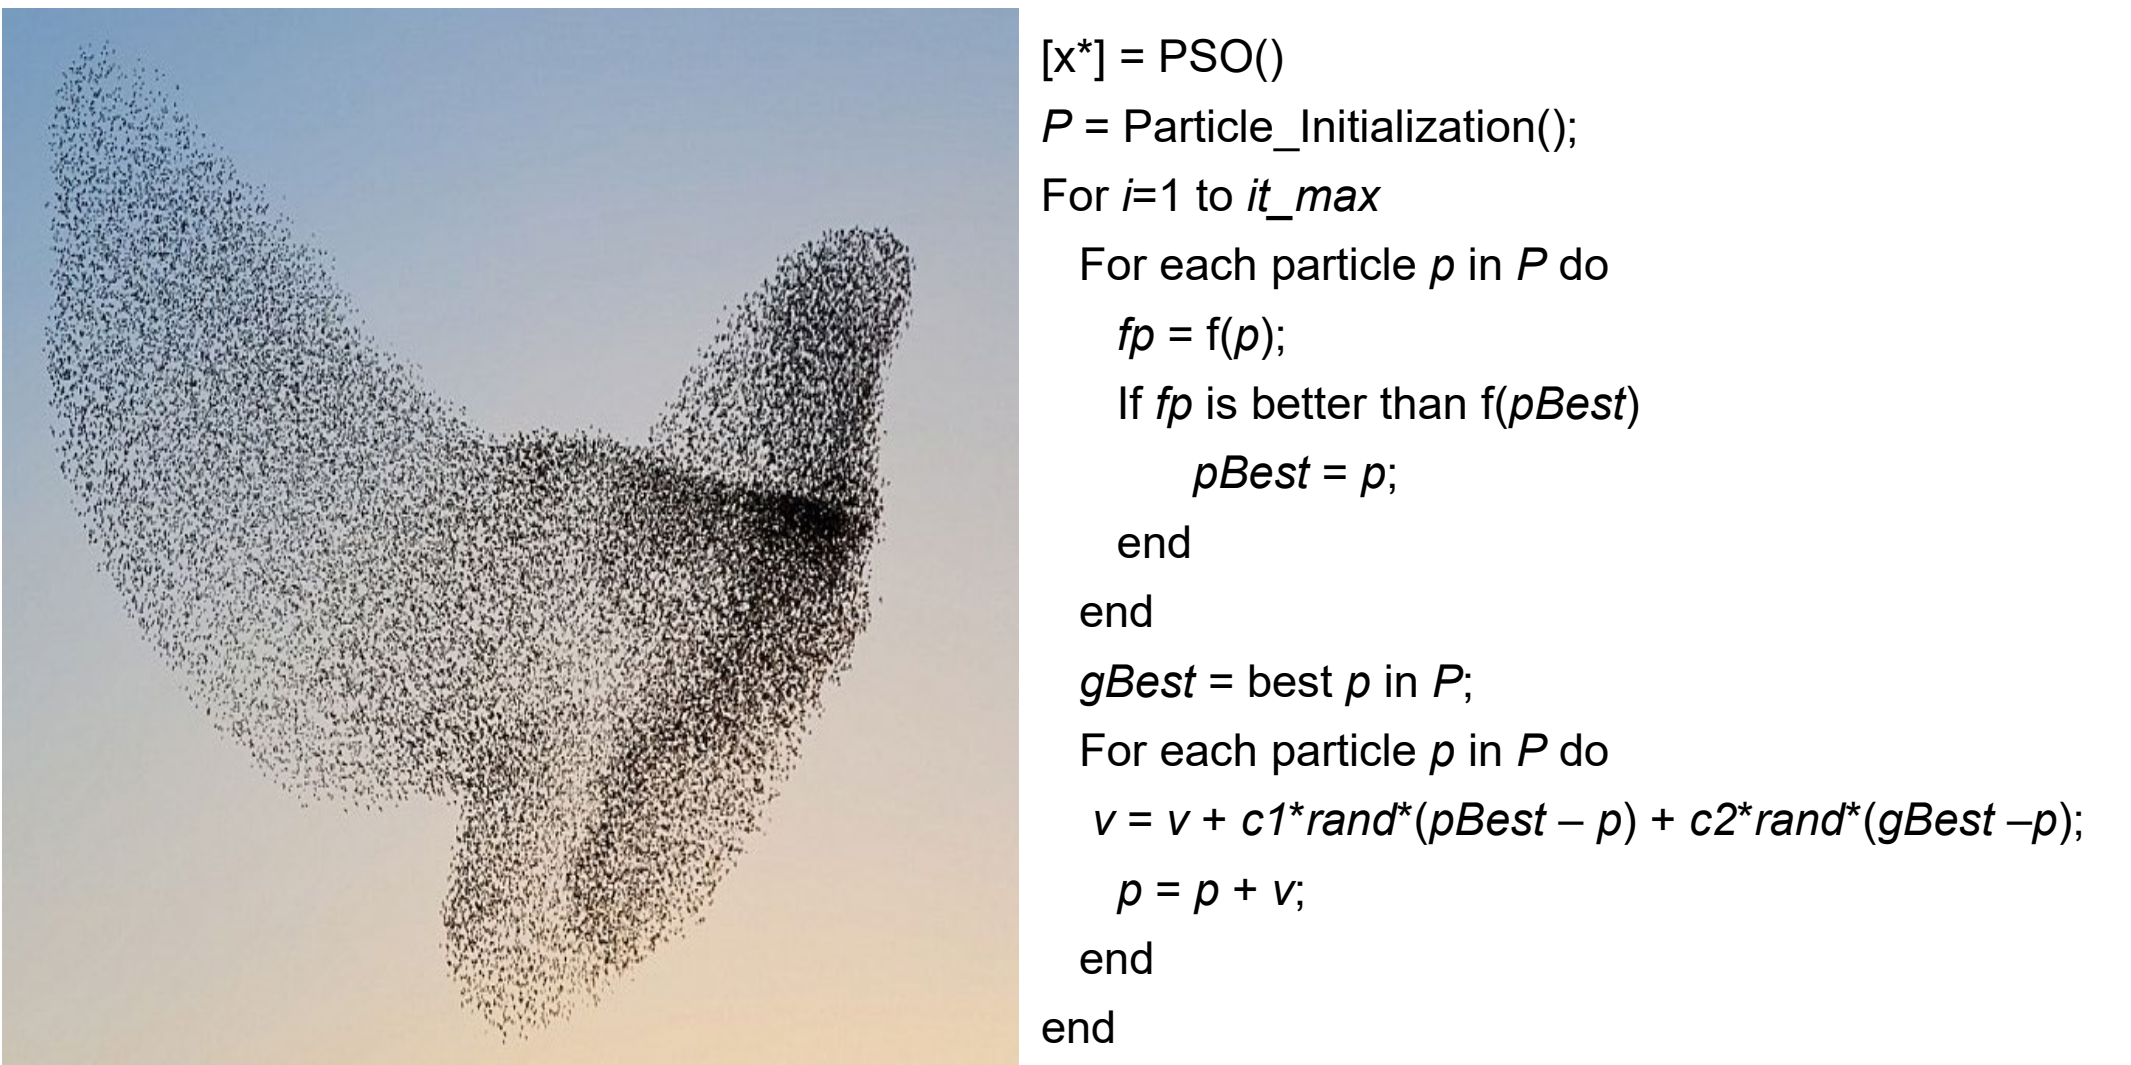 [x*] = PSO()
P = Particle_Initialization();
For i=1 to it_max
For each particle p in P do
fp = f(p);
If fp is better than f(pBest)
pBest = p;
end
end
gBest = best p in P;
For each particle p in P do
v = v + c1*rand*(pBest – p) + c2*rand*(gBest –p);
p = p + v;
end
end